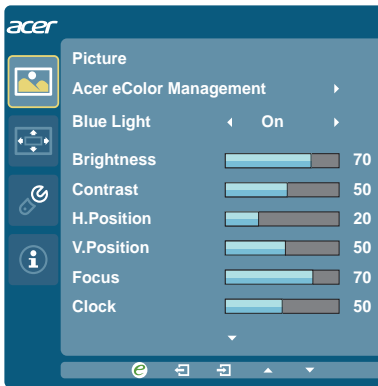 acer
Picture
Acer eColor Management
Blue Light On
Brightness 70
Contrast 50
H.Position 20
V.Position 50
Focus 70
Clock 50
e